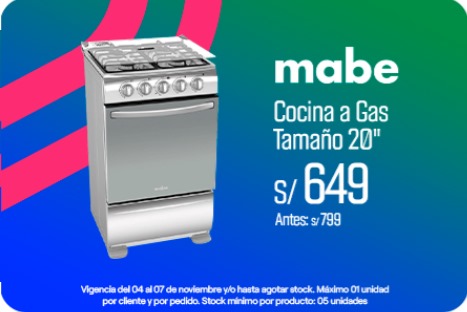 mabe
Cocina a Gas
Tamaño 20"
S/ 649
Antes: S/ 799
Vigencia del 04 al 07 de noviembre y/o hasta agotar stock. Máximo 01 unidad
por cliente y por pedido. Stock mínimo por producto: 05 unidades
mabe